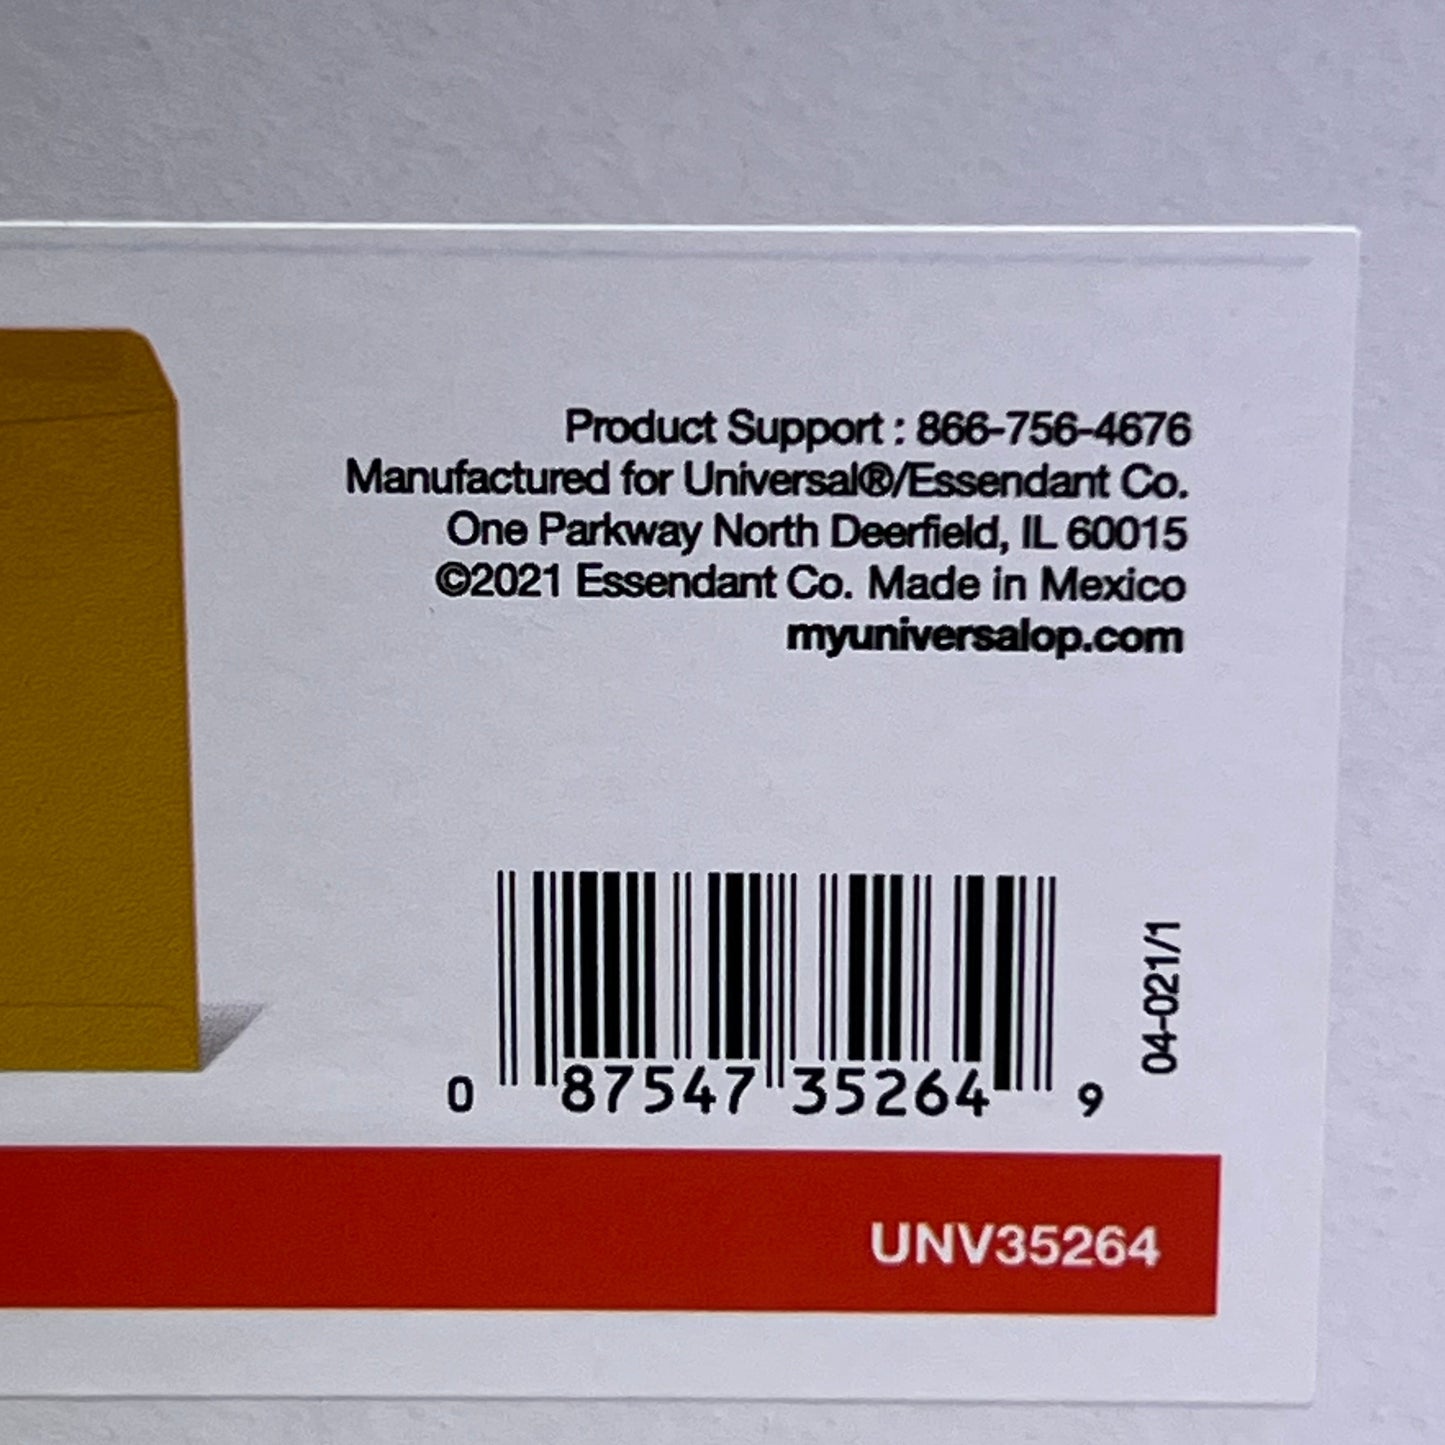 Product Support : 866-756-4676
Manufactured for Universal®/Essendant Co.
One Parkway North Deerfield, IL 60015
©2021 Essendant Co. Made in Mexico
myuniversalop.com
04-021/1
0 87547 35264 9
UNV35264